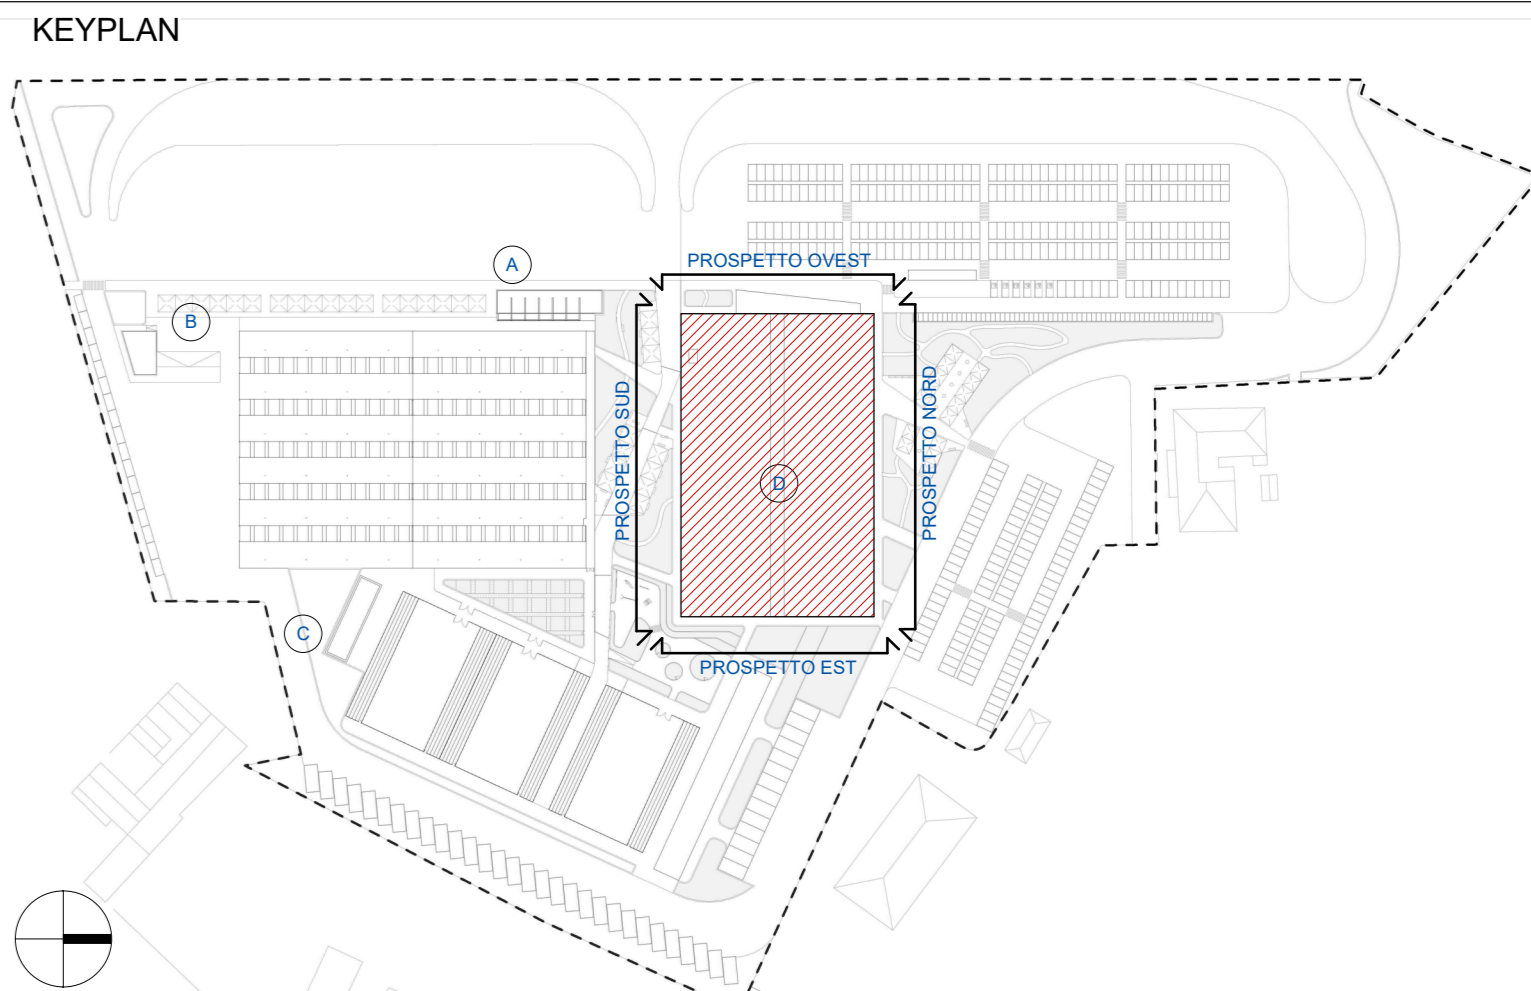 KEYPLAN
A
PROSPETTO OVEST
B
PROSPETTO SUD
PROSPETTO NORD
D
C
PROSPETTO EST